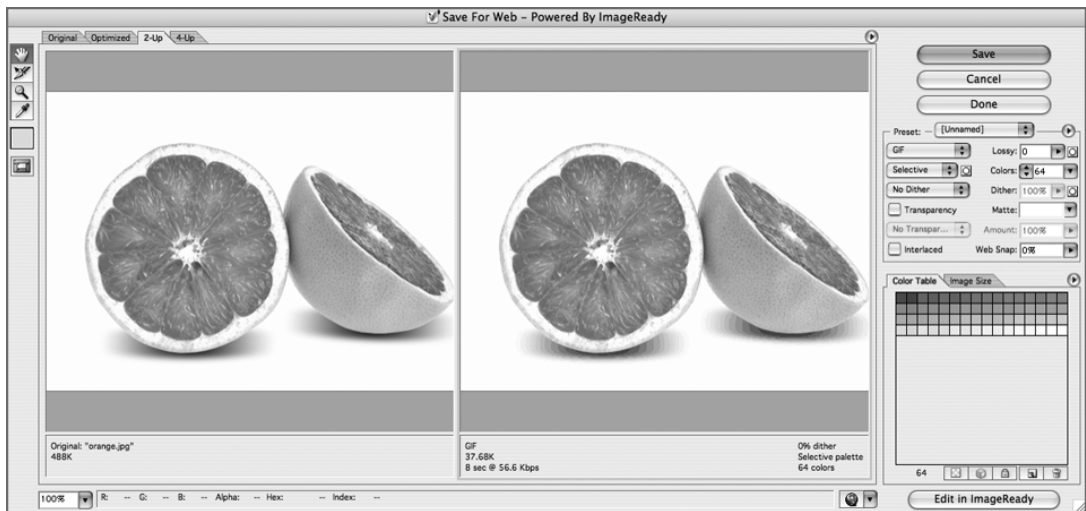 Save For Web - Powered By ImageReady
Original Optimized 2-Up 4-Up
Save
Cancel
Done
Preset: [Unnamed]
GIF Lossy: 0
Selective Colors: 64
No Dither Dither: 100%
Transparency Matte:
No Transpar... Amount: 100%
Interlaced Web Snap: 0%
Color Table Image Size
Original: "orange.jpg"
488K
GIF 0% dither
37.68K Selective palette
8 sec @ 56.6 Kbps 64 colors
64
100% R: -- G: -- B: -- Alpha: -- Hex: -- Index: --
Edit in ImageReady